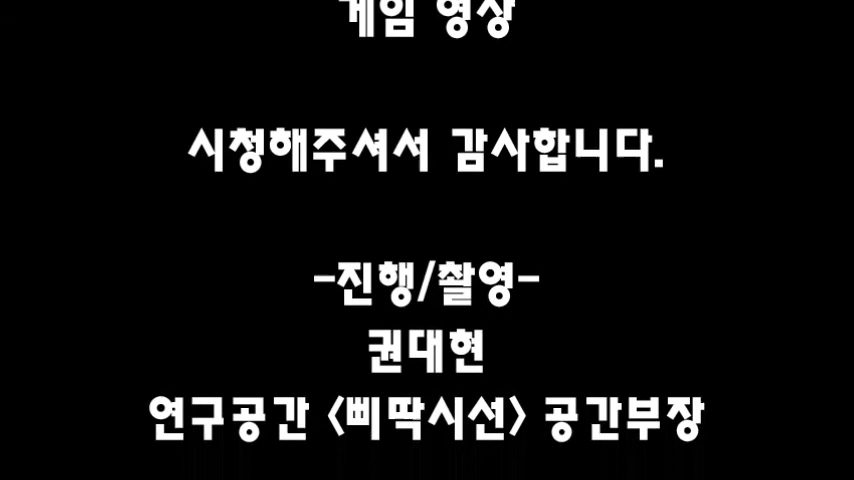 게임 영상
시청해주셔서 감사합니다.
-진행/촬영-
권대현
연구공간 <삐딱시선> 공간부장